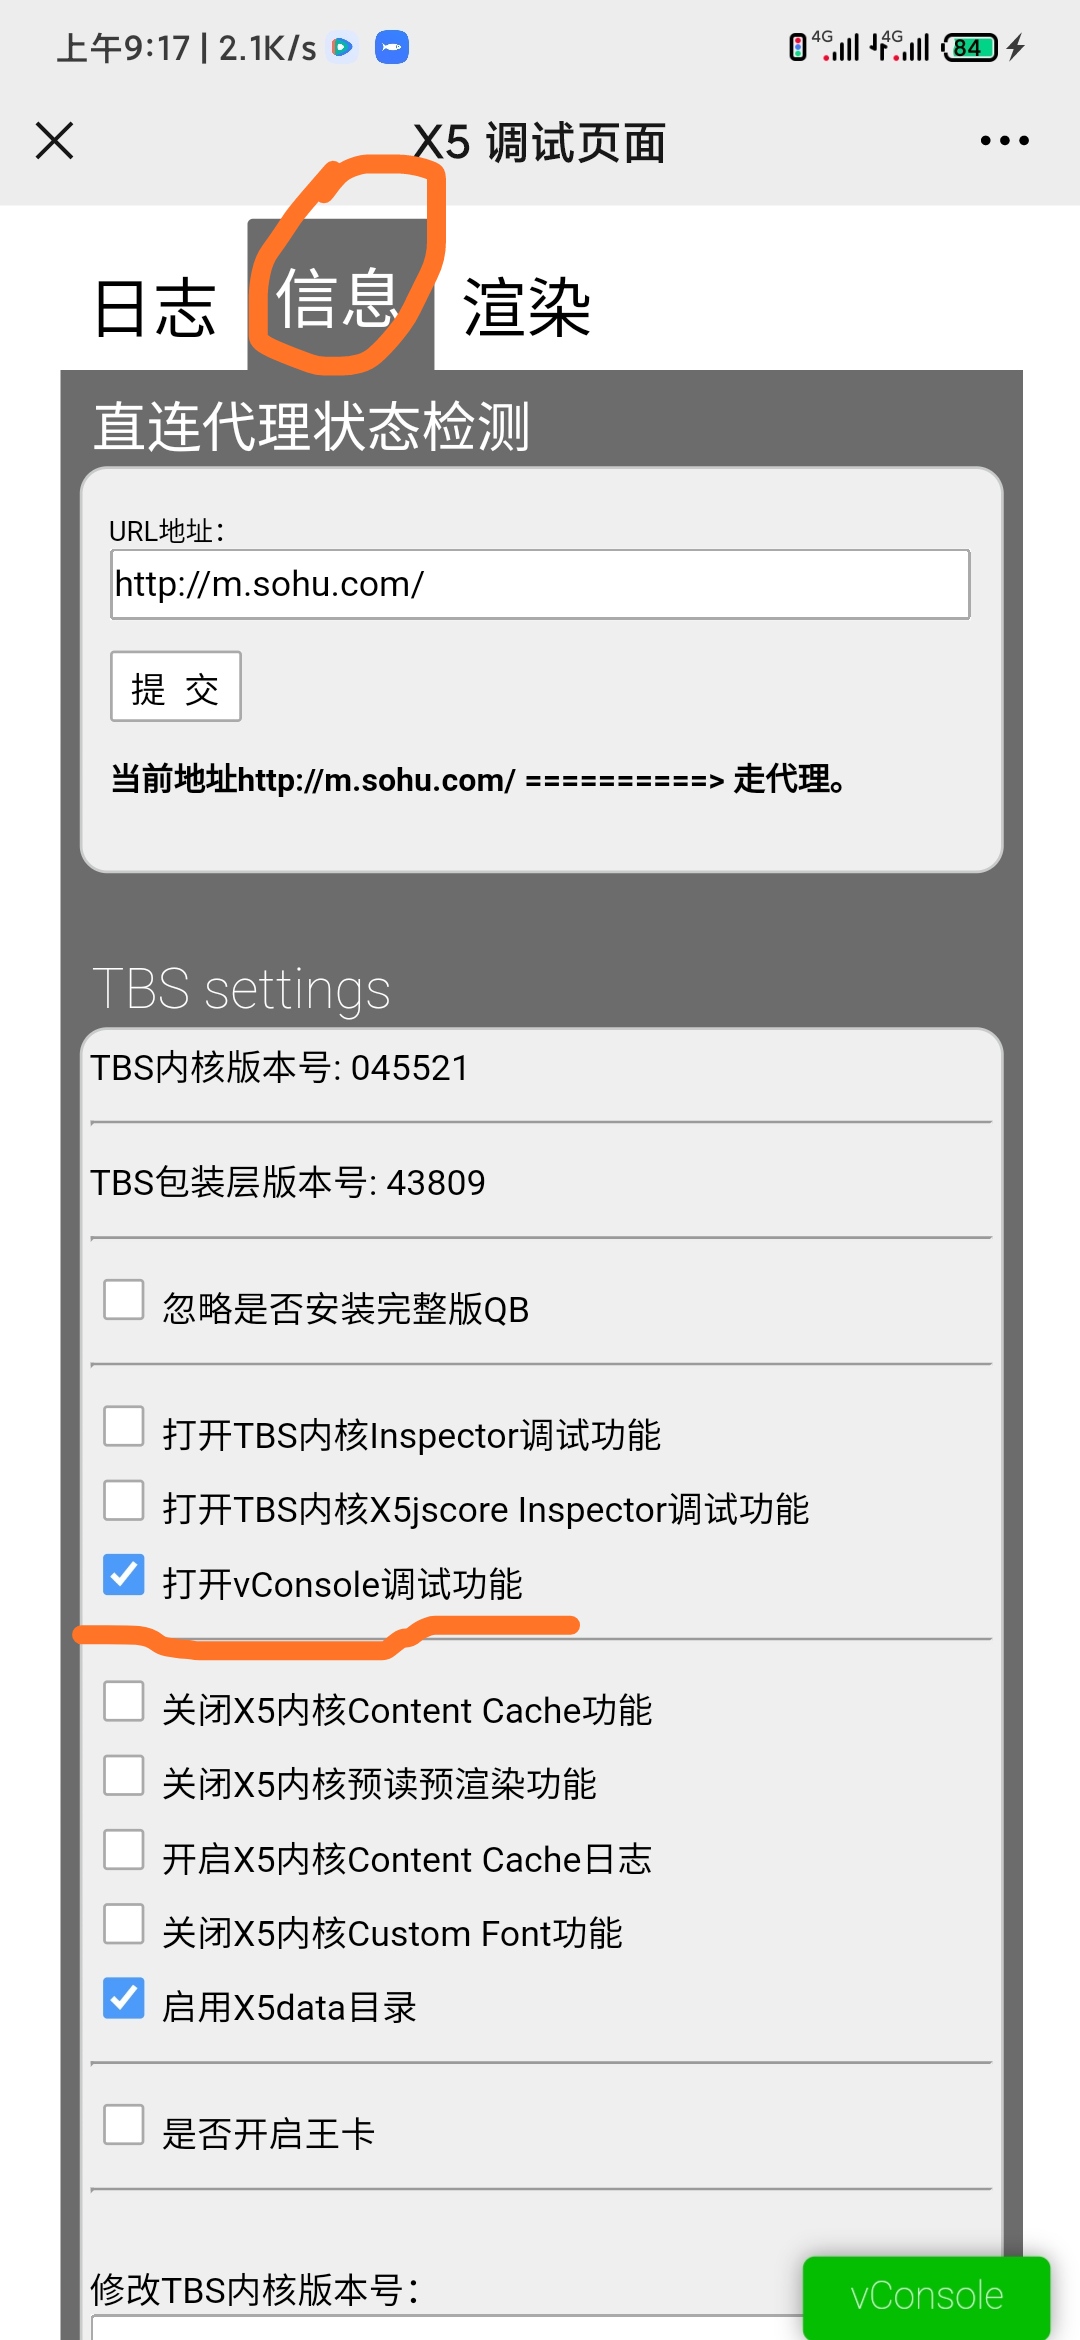 上午9:17 | 2.1K/s 4G 4G 84
X5 调试页面
日志 信息 渲染
直连代理状态检测
URL地址：
http://m.sohu.com/
提 交
当前地址http://m.sohu.com/ ==========> 走代理。
TBS settings
TBS内核版本号: 045521
TBS包装层版本号: 43809
忽略是否安装完整版QB
打开TBS内核Inspector调试功能
打开TBS内核X5jscore Inspector调试功能
打开vConsole调试功能
关闭X5内核Content Cache功能
关闭X5内核预读预渲染功能
开启X5内核Content Cache日志
关闭X5内核Custom Font功能
启用X5data目录
是否开启王卡
修改TBS内核版本号：
vConsole